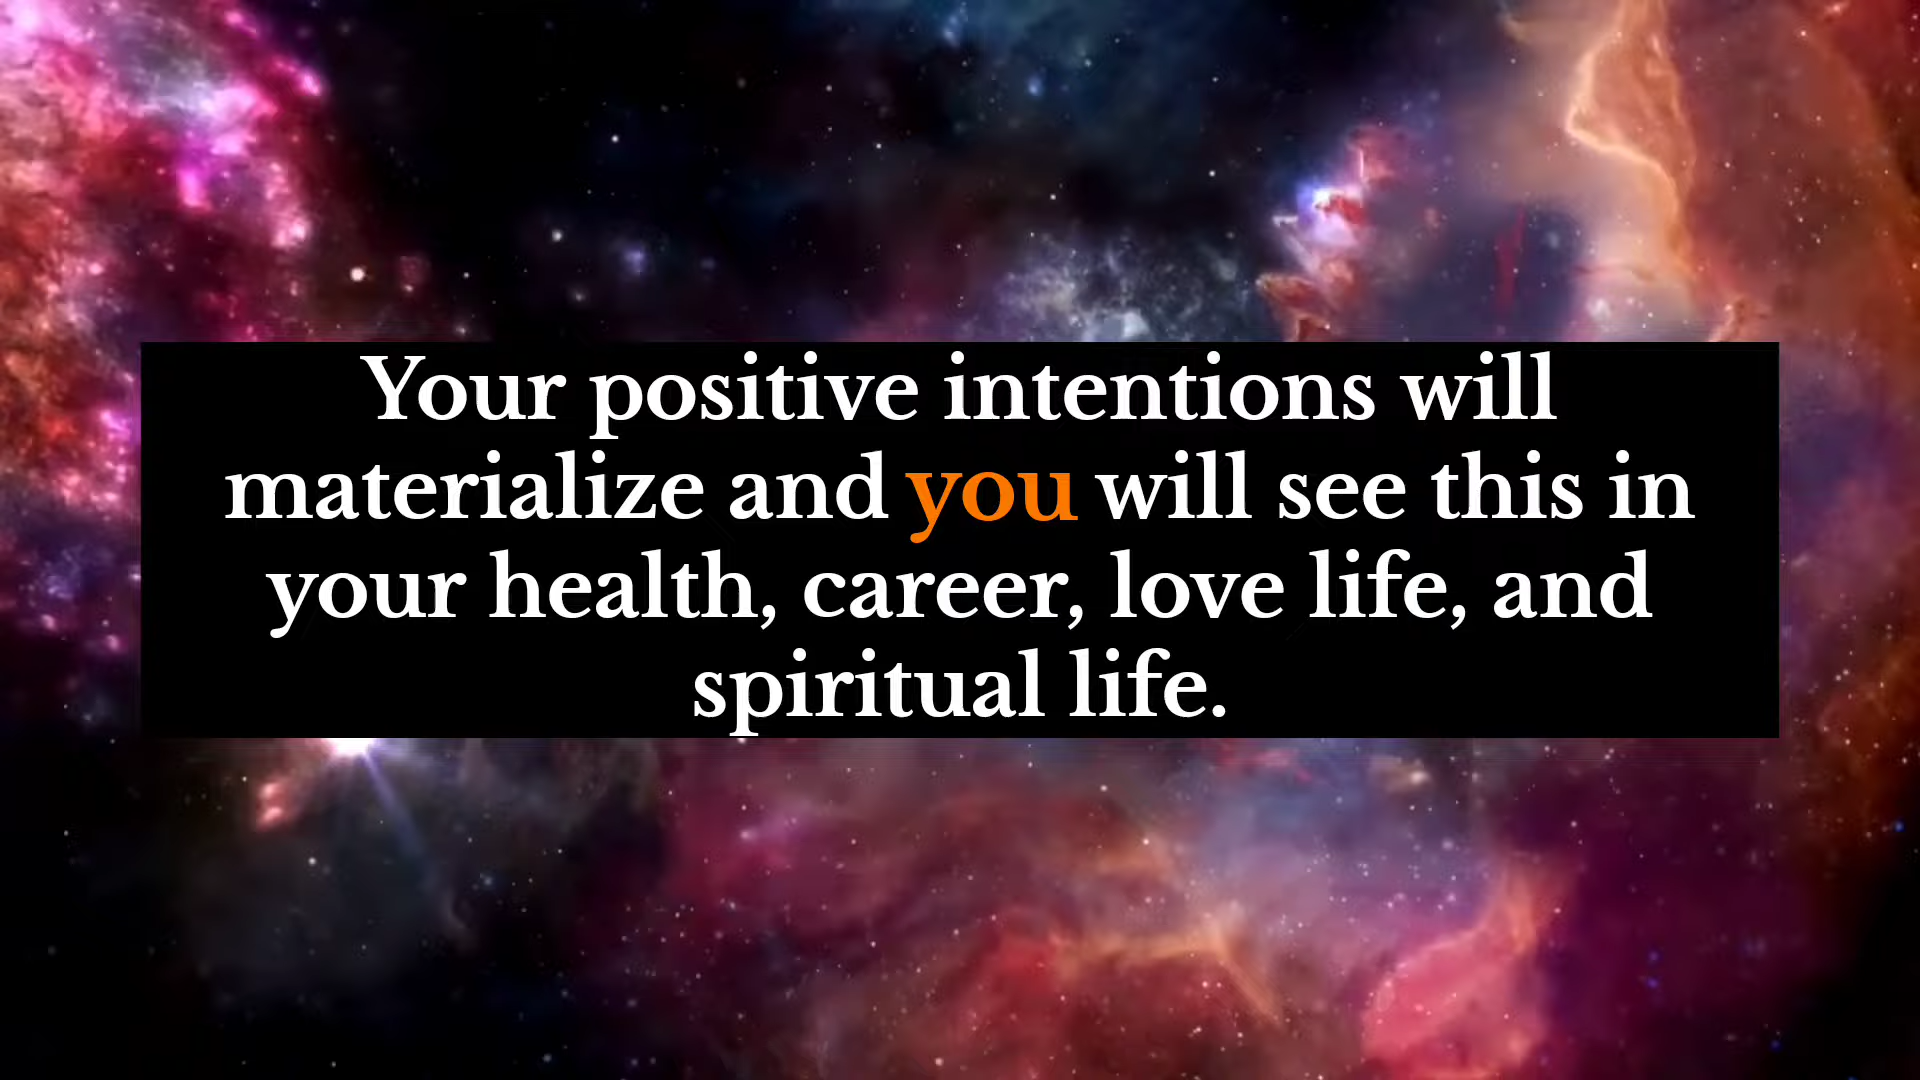 Your positive intentions will
materialize and you will see this in
your health, career, love life, and
spiritual life.